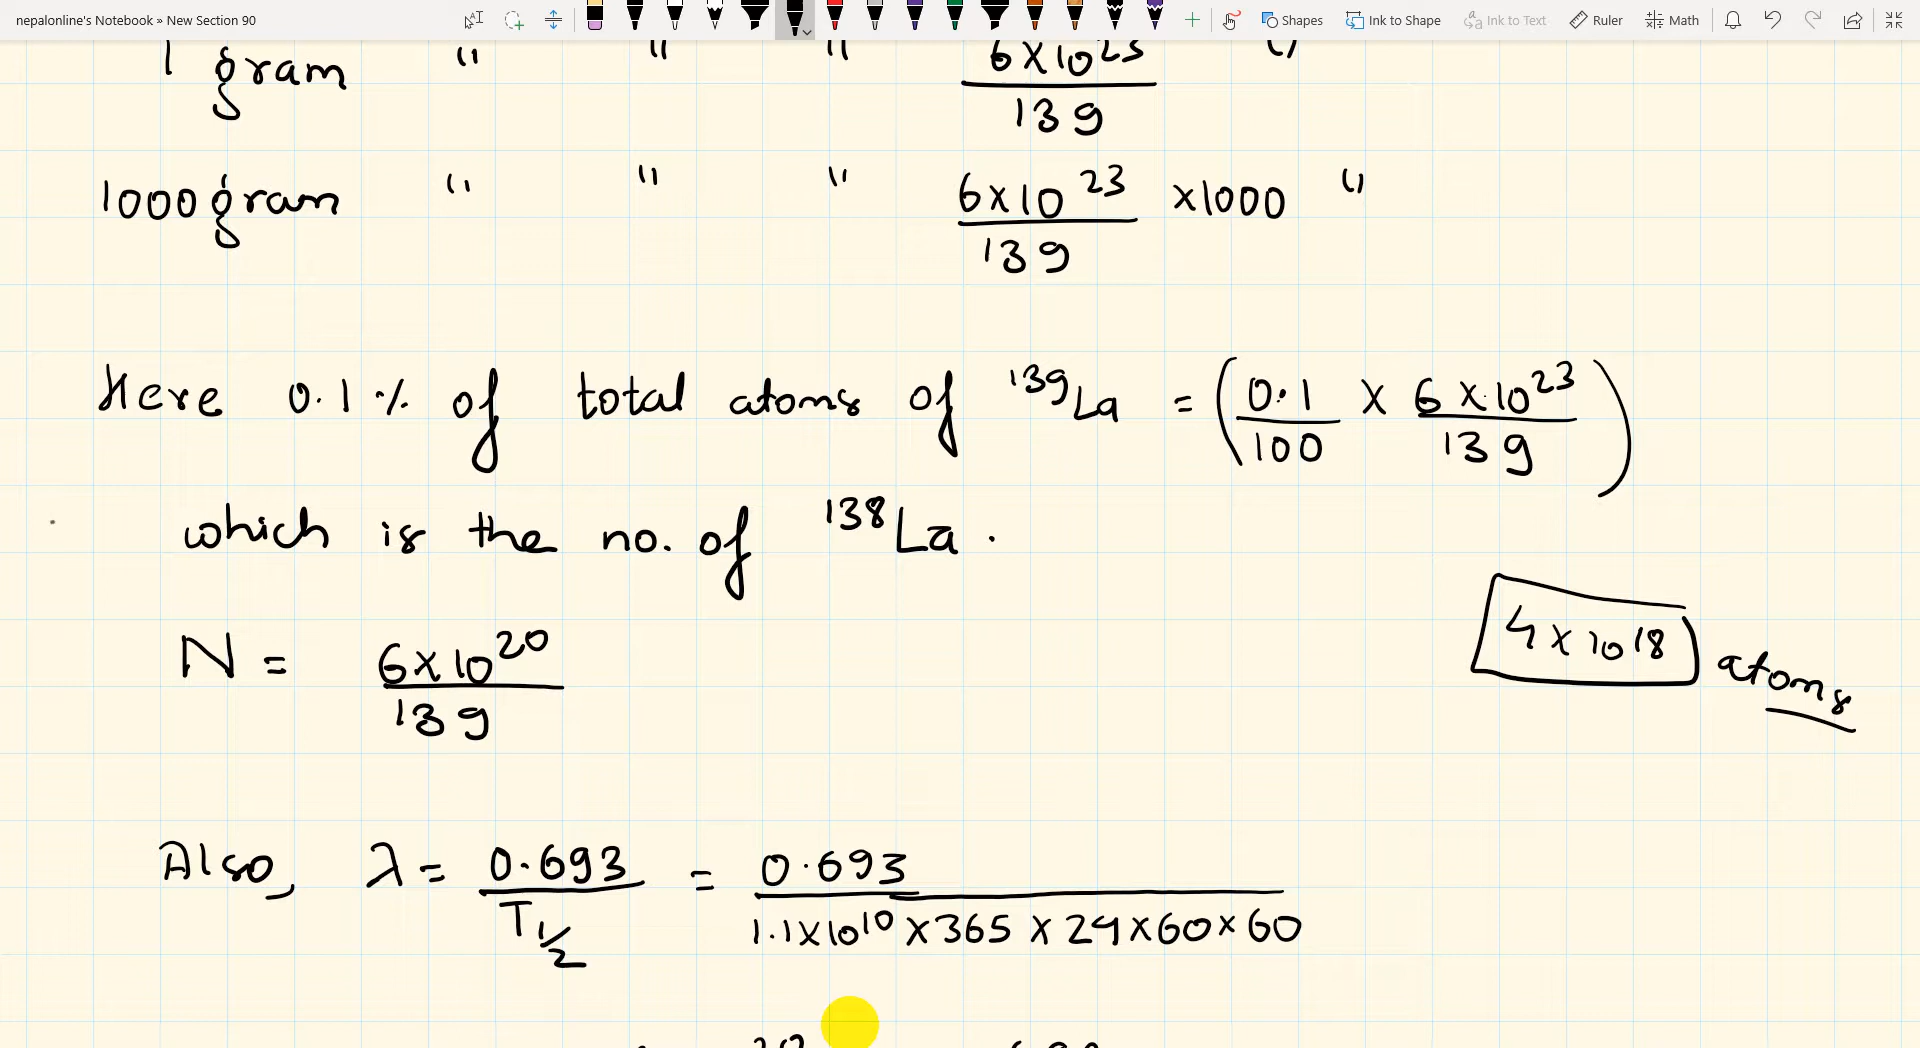 nepalonline's Notebook » New Section 90
Shapes Ink to Shape Ink to Text Ruler Math
1 gram " " " 6×10²³/139 "
1000 gram " " " 6×10²³/139 ×1000 "
Here 0.1% of total atoms of ¹³⁹La = (0.1/100 × 6×10²³/139)
which is the no. of ¹³⁸La.
N = 6×10²⁰/139
4×10¹⁸ atoms
Also, λ = 0.693/T½ = 0.693/1.1×10¹⁰×365×24×60×60